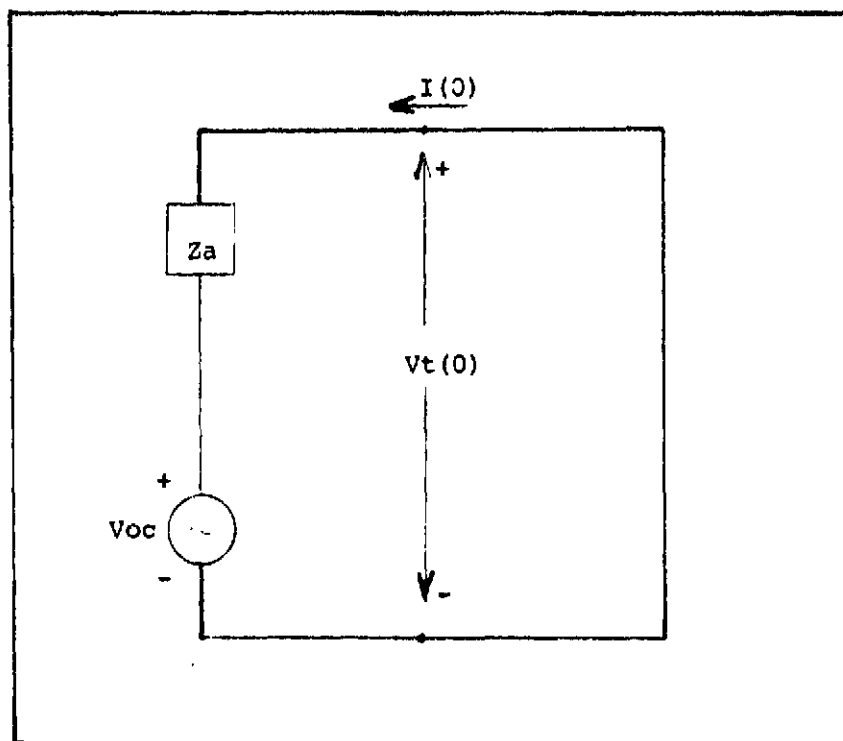 I(0)
+
Za
Vt(0)
+
Voc
-
-